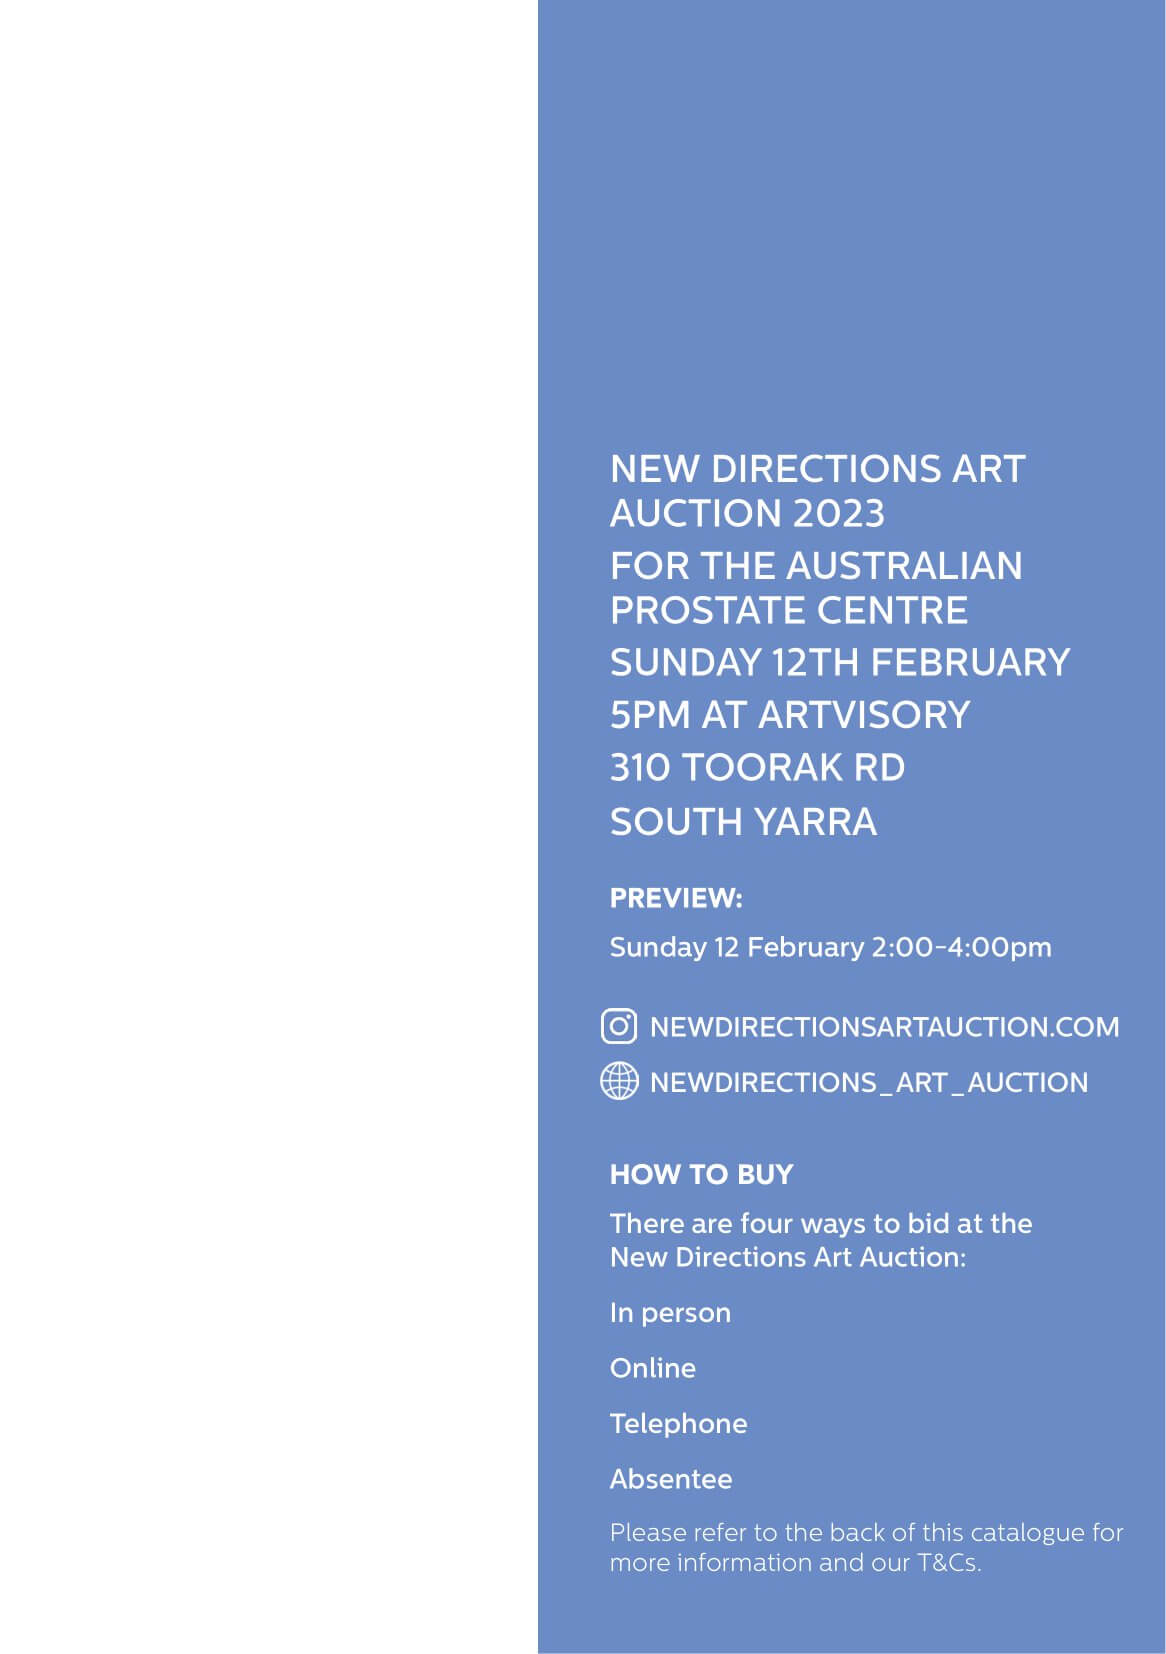 NEW DIRECTIONS ART
AUCTION 2023
FOR THE AUSTRALIAN
PROSTATE CENTRE
SUNDAY 12TH FEBRUARY
5PM AT ARTVISORY
310 TOORAK RD
SOUTH YARRA
PREVIEW:
Sunday 12 February 2:00–4:00pm
NEWDIRECTIONSARTAUCTION.COM
NEWDIRECTIONS_ART_AUCTION
HOW TO BUY
There are four ways to bid at the
New Directions Art Auction:
In person
Online
Telephone
Absentee
Please refer to the back of this catalogue for
more information and our T&Cs.